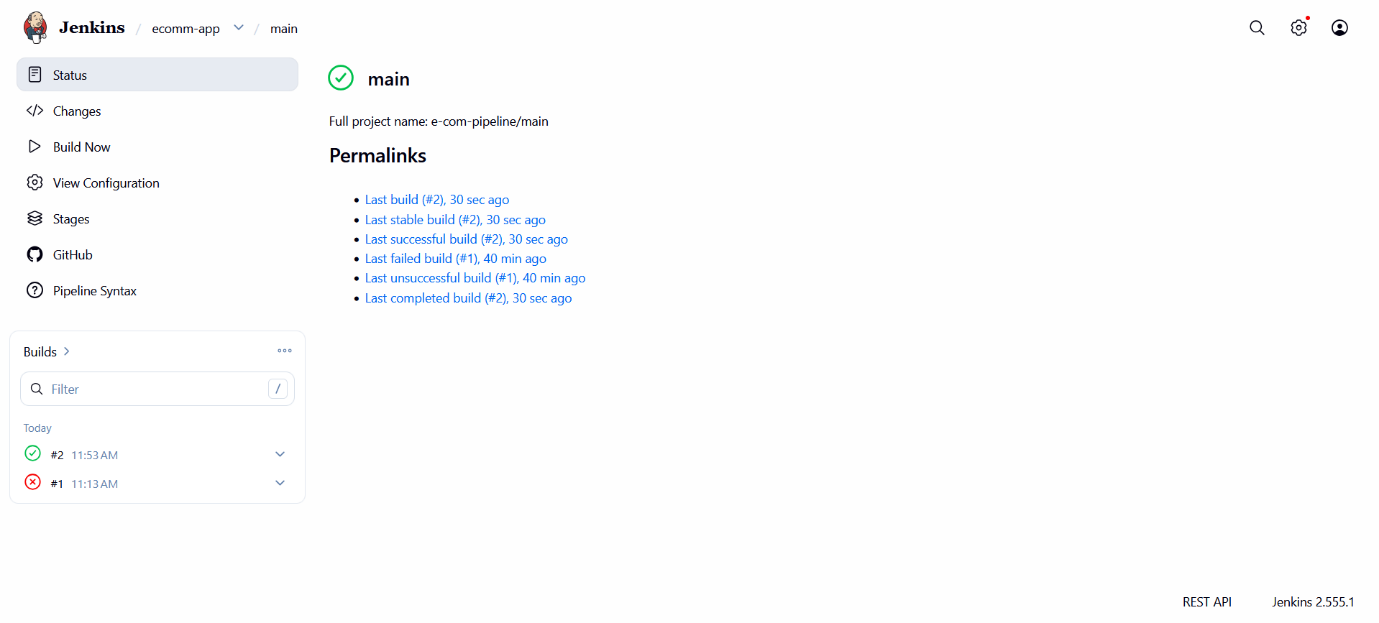 Jenkins / ecomm-app / main
Status
Changes
Build Now
View Configuration
Stages
GitHub
Pipeline Syntax
Builds
Filter /
Today
#2 11:53 AM
#1 11:13 AM
main
Full project name: e-com-pipeline/main
Permalinks
• Last build (#2), 30 sec ago
• Last stable build (#2), 30 sec ago
• Last successful build (#2), 30 sec ago
• Last failed build (#1), 40 min ago
• Last unsuccessful build (#1), 40 min ago
• Last completed build (#2), 30 sec ago
REST API Jenkins 2.555.1